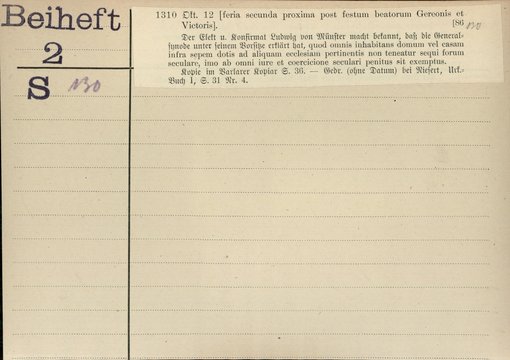 Beiheft
2
S 130
1310 Okt. 12 [feria secunda proxima post festum beatorum Gereonis et
Victoris]. [86 130
Der Elekt u. Konfirmat Ludwig von Münster macht bekannt, daß die General-
synode unter seinem Vorsitze erklärt hat, quod omnis inhabitans domum vel casam
infra sepem dotis ad aliquam ecclesiam pertinentis non teneatur sequi forum
seculare, imo ab omni iure et coercicione seculari penitus sit exemptus.
Kopie im Varlarer Kopiar S. 36. — Gedr. (ohne Datum) bei Niesert, Urk.-
Buch I, S. 31 Nr. 4.